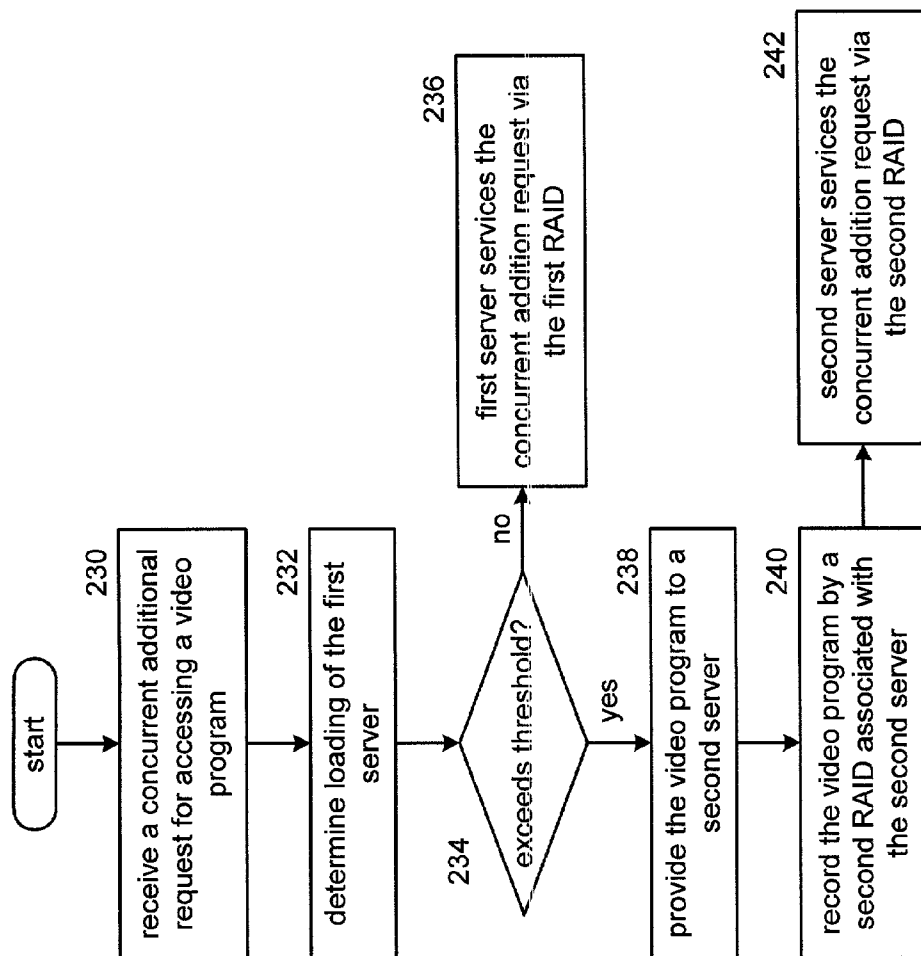 start
230
receive a concurrent additional
request for accessing a video
program
232
determine loading of the first
server
234
exceeds threshold?
no
236
first server services the
concurrent addition request via
the first RAID
yes
238
provide the video program to a
second server
240
record the video program by a
second RAID associated with
the second server
242
second server services the
concurrent addition request via
the second RAID